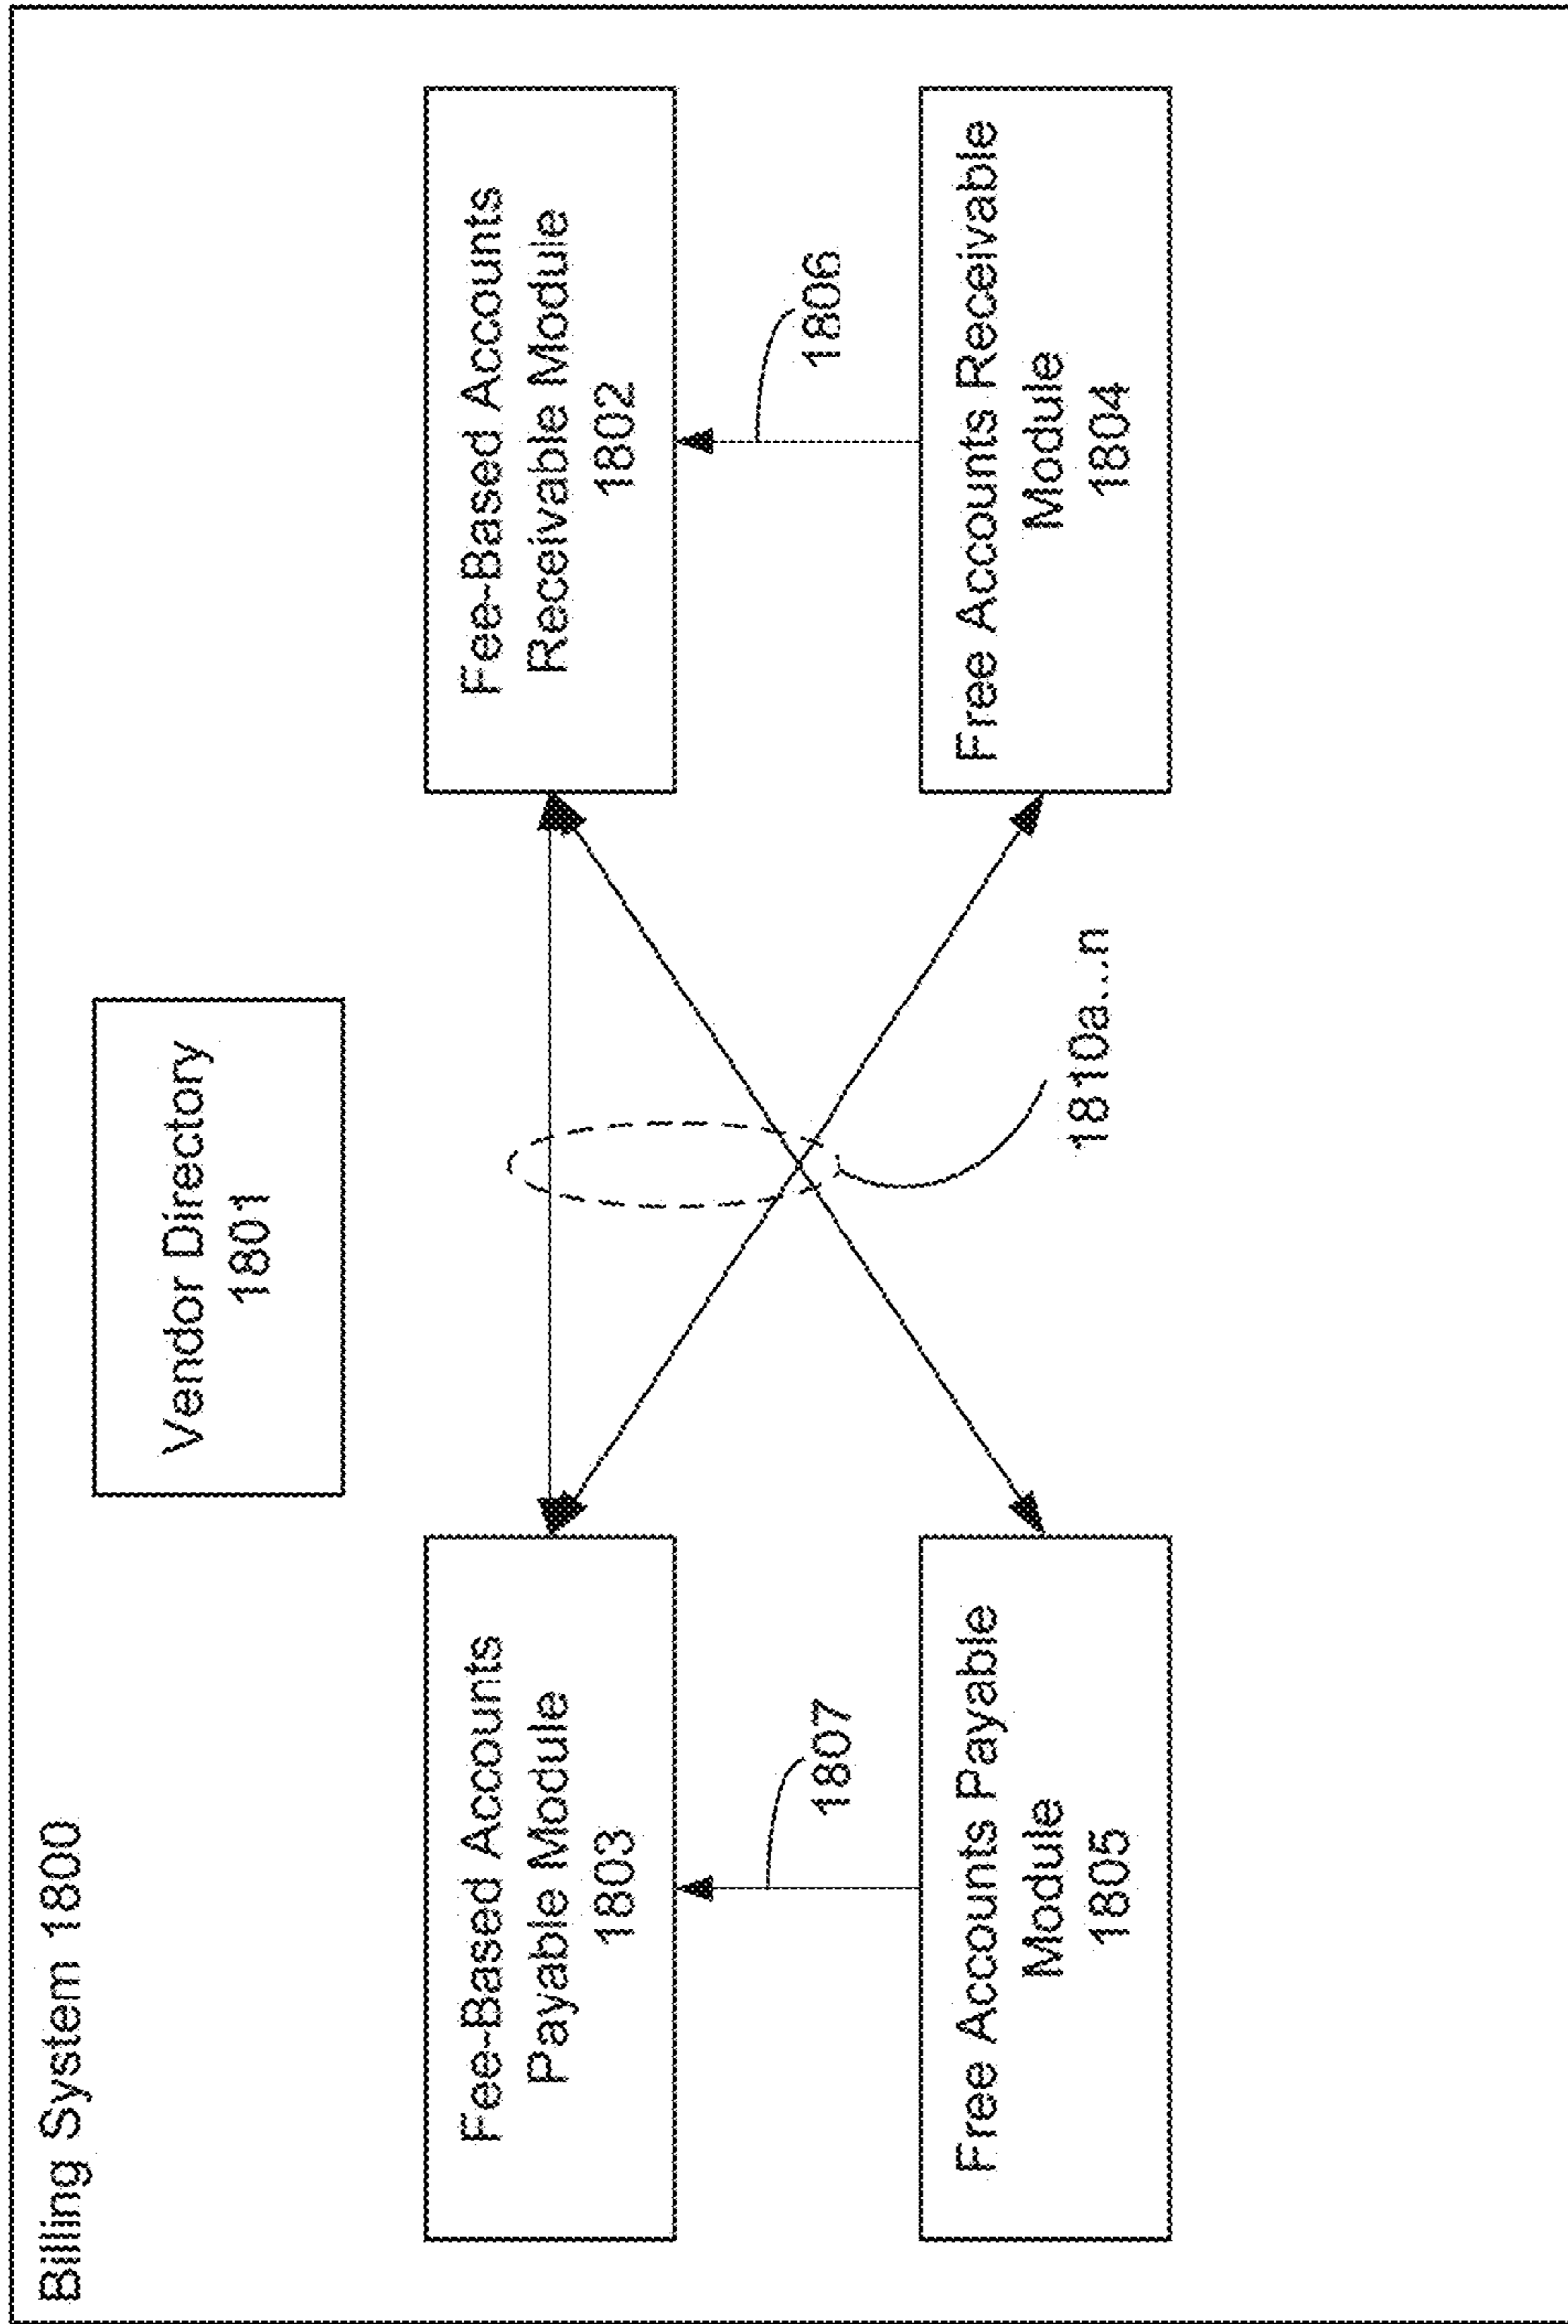 Billing System 1800
Vendor Directory
1801
Fee-Based Accounts
Payable Module
1803
Fee-Based Accounts
Receivable Module
1802
1807
1806
Free Accounts Payable
Module
1805
1810a...n
Free Accounts Receivable
Module
1804